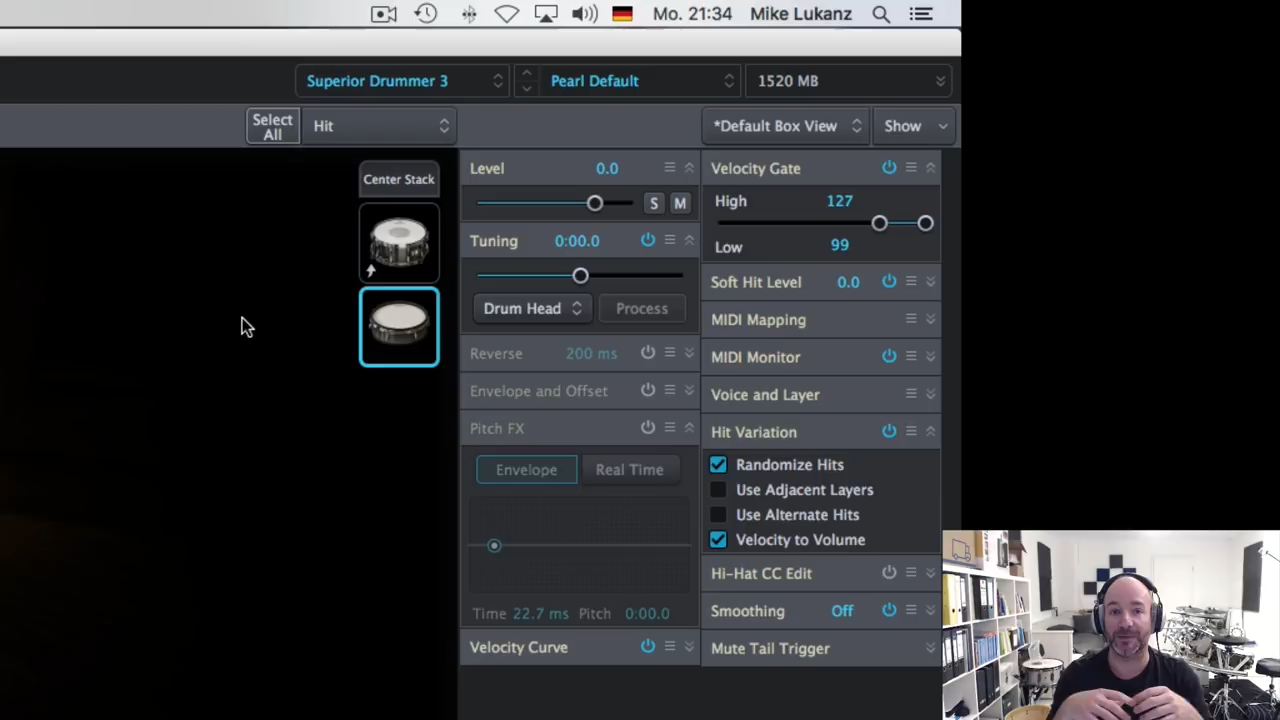 Mo. 21:34 Mike Lukanz
Superior Drummer 3
Pearl Default
1520 MB
Select All
Hit
*Default Box View
Show
Center Stack
Level 0.0
S M
Tuning 0:00.0
Drum Head
Process
Reverse 200 ms
Envelope and Offset
Pitch FX
Envelope
Real Time
Time 22.7 ms Pitch 0:00.0
Velocity Curve
Velocity Gate
High 127
Low 99
Soft Hit Level 0.0
MIDI Mapping
MIDI Monitor
Voice and Layer
Hit Variation
Randomize Hits
Use Adjacent Layers
Use Alternate Hits
Velocity to Volume
Hi-Hat CC Edit
Smoothing Off
Mute Tail Trigger